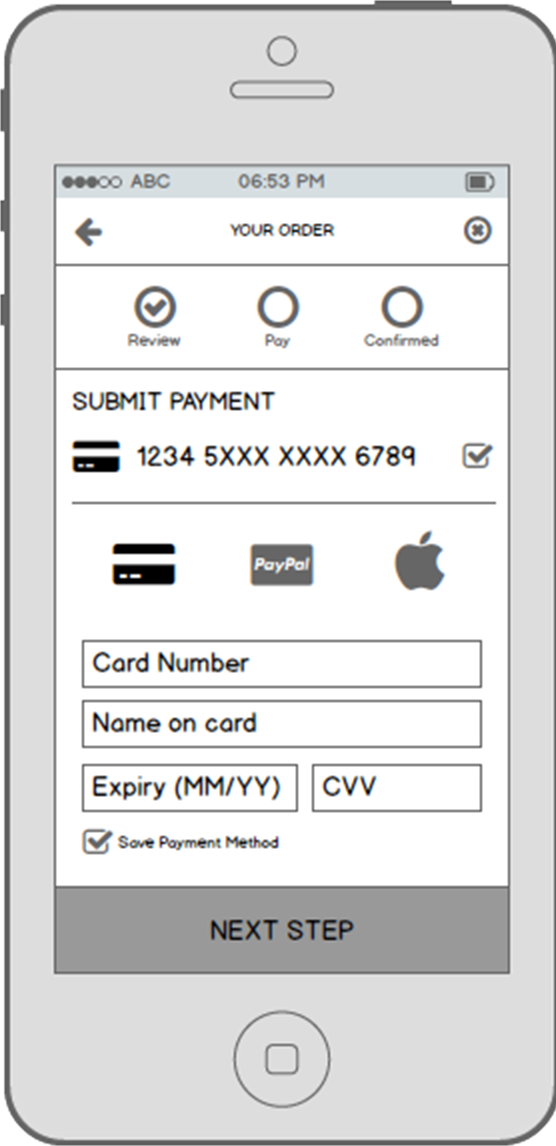 ABC 06:53 PM
YOUR ORDER
Review Pay Confirmed
SUBMIT PAYMENT
1234 5XXX XXXX 6789
PayPal
Card Number
Name on card
Expiry (MM/YY) CVV
Save Payment Method
NEXT STEP